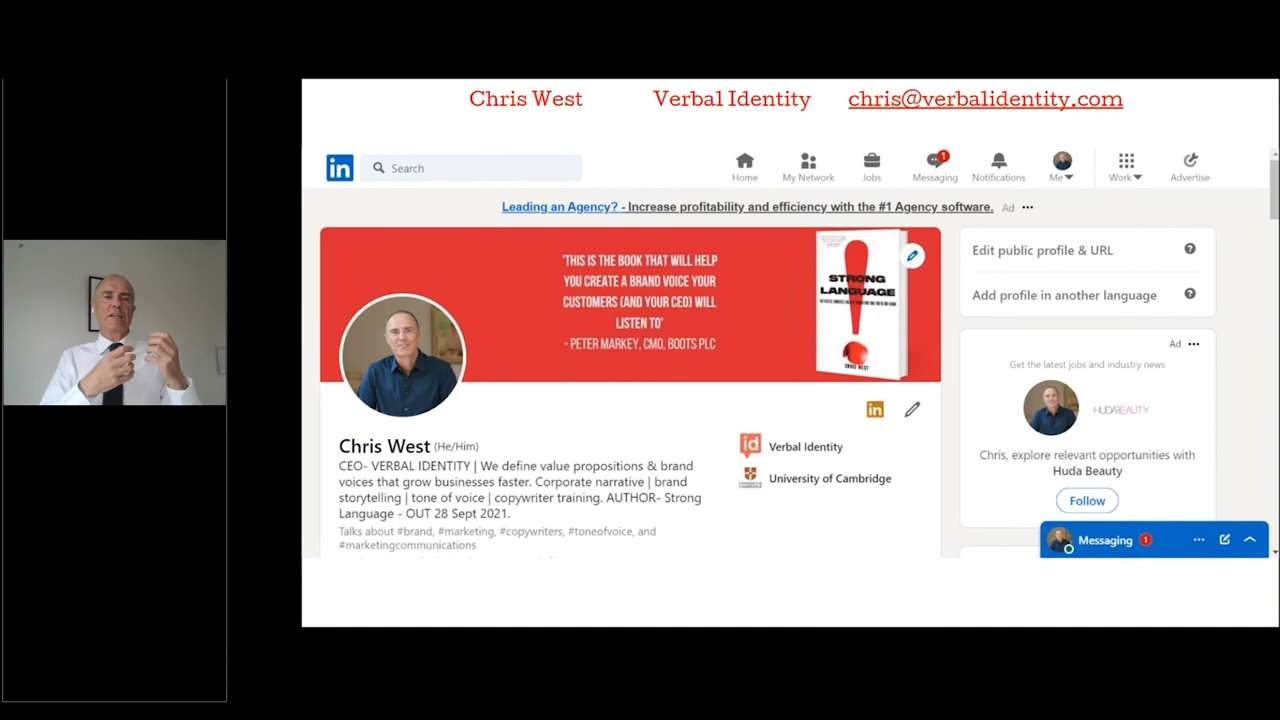 Chris West Verbal Identity chris@verbalidentity.com
in Search Home My Network Jobs 1 Messaging Notifications Me Work Advertise
Leading an Agency? - Increase profitability and efficiency with the #1 Agency software. Ad
'THIS IS THE BOOK THAT WILL HELP
YOU CREATE A BRAND VOICE YOUR
CUSTOMERS (AND YOUR CEO) WILL
LISTEN TO'
- PETER MARKEY, CMO, BOOTS PLC
STRONG
LANGUAGE
CHRIS WEST
in
Chris West (He/Him)
CEO- VERBAL IDENTITY | We define value propositions & brand
voices that grow businesses faster. Corporate narrative | brand
storytelling | tone of voice | copywriter training. AUTHOR- Strong
Language - OUT 28 Sept 2021.
Talks about #brand, #marketing, #copywriters, #toneofvoice, and
#marketingcommunications
id Verbal Identity
University of Cambridge
Edit public profile & URL ?
Add profile in another language ?
Ad
Get the latest jobs and industry news
HUDABEAUTY
Chris, explore relevant opportunities with
Huda Beauty
Follow
Messaging 1